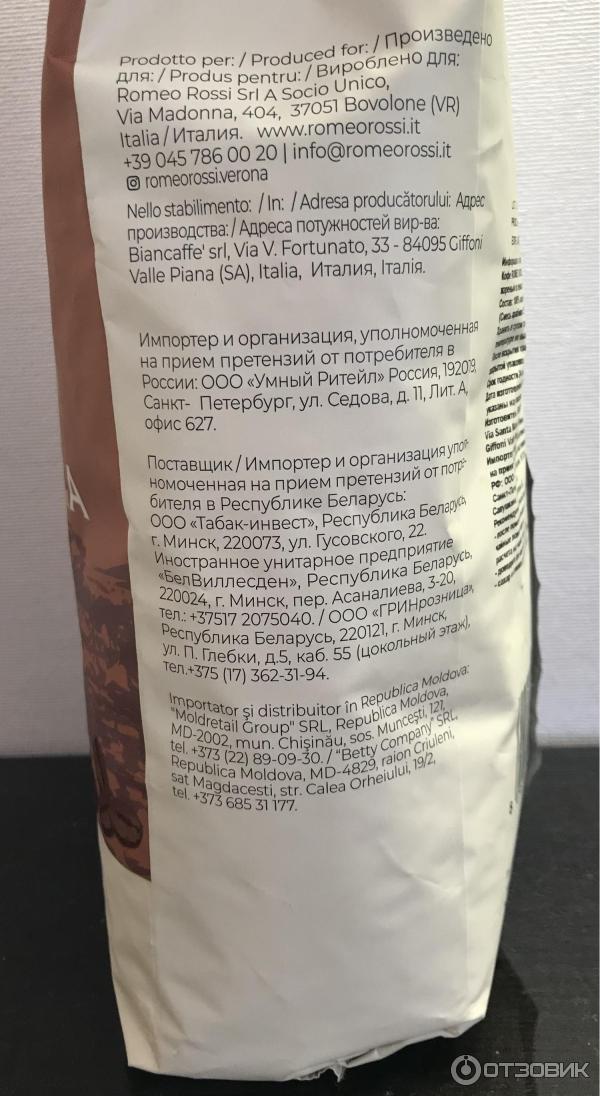 Prodotto per: / Produced for: / Произведено
для: / Produs pentru: / Вироблено для:
Romeo Rossi Srl A Socio Unico,
Via Madonna, 404, 37051 Bovolone (VR)
Italia / Италия. www.romeorossi.it
+39 045 786 00 20 | info@romeorossi.it
romeorossi.verona
Nello stabilimento: / In: / Adresa producătorului: Адрес
производства: / Адреса потужностей вир-ва:
Biancaffe' srl, Via V. Fortunato, 33 - 84095 Giffoni
Valle Piana (SA), Italia, Италия, Італія.
Импортер и организация, уполномоченная
на прием претензий от потребителя в
России: ООО «Умный Ритейл» Россия, 192019,
Санкт- Петербург, ул. Седова, д. 11, Лит. А,
офис 627.
Поставщик / Импортер и организация упол-
номоченная на прием претензий от потре-
бителя в Республике Беларусь:
ООО «Табак-инвест», Республика Беларусь,
г. Минск, 220073, ул. Гусовского, 22.
Иностранное унитарное предприятие
«БелВиллесден», Республика Беларусь,
220024, г. Минск, пер. Асаналиева, 3-20,
тел.: +37517 2075040. / ООО «ГРИНрозница»,
Республика Беларусь, 220121, г. Минск,
ул. П. Глебки, д.5, каб. 55 (цокольный этаж),
тел.+375 (17) 362-31-94.
Importator și distribuitor în Republica Moldova:
"Moldretail Group" SRL, Republica Moldova,
MD-2002, mun. Chişinău, sos. Munceşti, 121,
tel. +373 (22) 89-09-30. / "Betty Company" SRL,
Republica Moldova, MD-4829, raion Criuleni,
sat Magdacesti, str. Calea Orheiului, 19/2,
tel. +373 685 31 177.
А
ОТЗОВИК